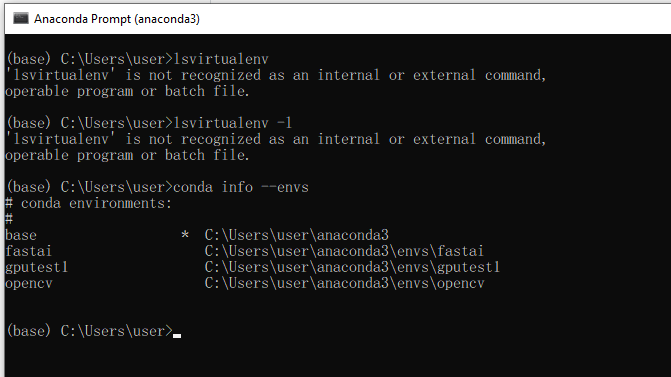 Anaconda Prompt (anaconda3)
(base) C:\Users\user>lsvirtualenv
'lsvirtualenv' is not recognized as an internal or external command,
operable program or batch file.
(base) C:\Users\user>lsvirtualenv -l
'lsvirtualenv' is not recognized as an internal or external command,
operable program or batch file.
(base) C:\Users\user>conda info --envs
# conda environments:
#
base * C:\Users\user\anaconda3
fastai C:\Users\user\anaconda3\envs\fastai
gputest1 C:\Users\user\anaconda3\envs\gputest1
opencv C:\Users\user\anaconda3\envs\opencv
(base) C:\Users\user>